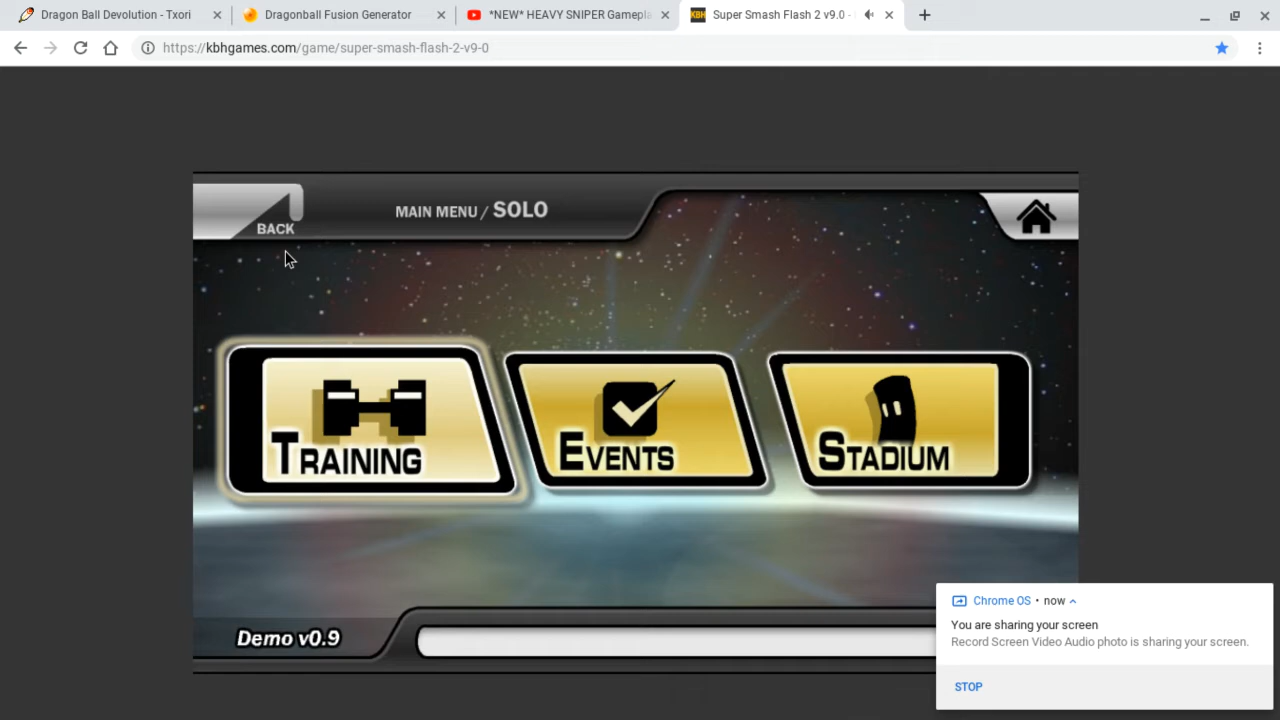 Dragon Ball Devolution - Txori
Dragonball Fusion Generator
*NEW* HEAVY SNIPER Gamepla
KBH
Super Smash Flash 2 v9.0 -
https://kbhgames.com/game/super-smash-flash-2-v9-0
BACK
MAIN MENU / SOLO
TRAINING
EVENTS
STADIUM
Demo v0.9
Chrome OS • now
You are sharing your screen
Record Screen Video Audio photo is sharing your screen.
STOP